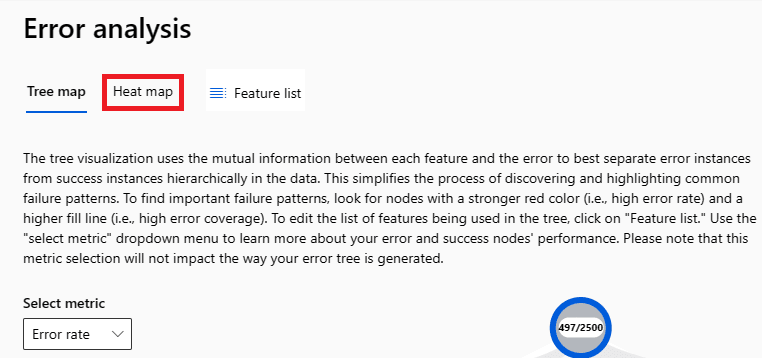 Error analysis
Tree map
Heat map
Feature list
The tree visualization uses the mutual information between each feature and the error to best separate error instances
from success instances hierarchically in the data. This simplifies the process of discovering and highlighting common
failure patterns. To find important failure patterns, look for nodes with a stronger red color (i.e., high error rate) and a
higher fill line (i.e., high error coverage). To edit the list of features being used in the tree, click on "Feature list." Use the
"select metric" dropdown menu to learn more about your error and success nodes' performance. Please note that this
metric selection will not impact the way your error tree is generated.
Select metric
Error rate
497/2500